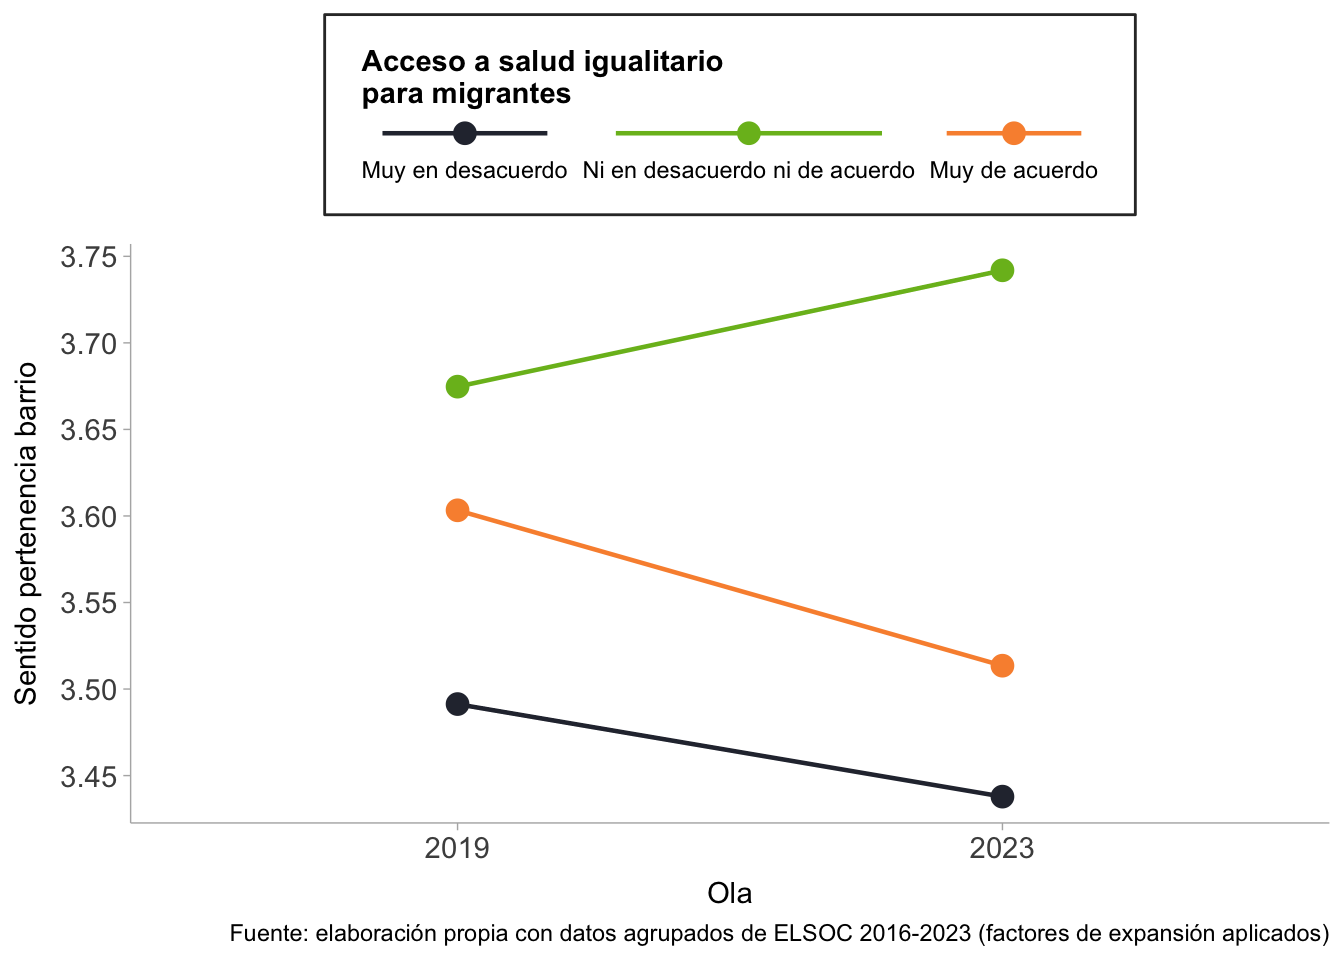 Acceso a salud igualitario
para migrantes
Muy en desacuerdo Ni en desacuerdo ni de acuerdo Muy de acuerdo
3.75
3.70
3.65
3.60
3.55
3.50
3.45
Sentido pertenencia barrio
2019 2023
Ola
Fuente: elaboración propia con datos agrupados de ELSOC 2016-2023 (factores de expansión aplicados)